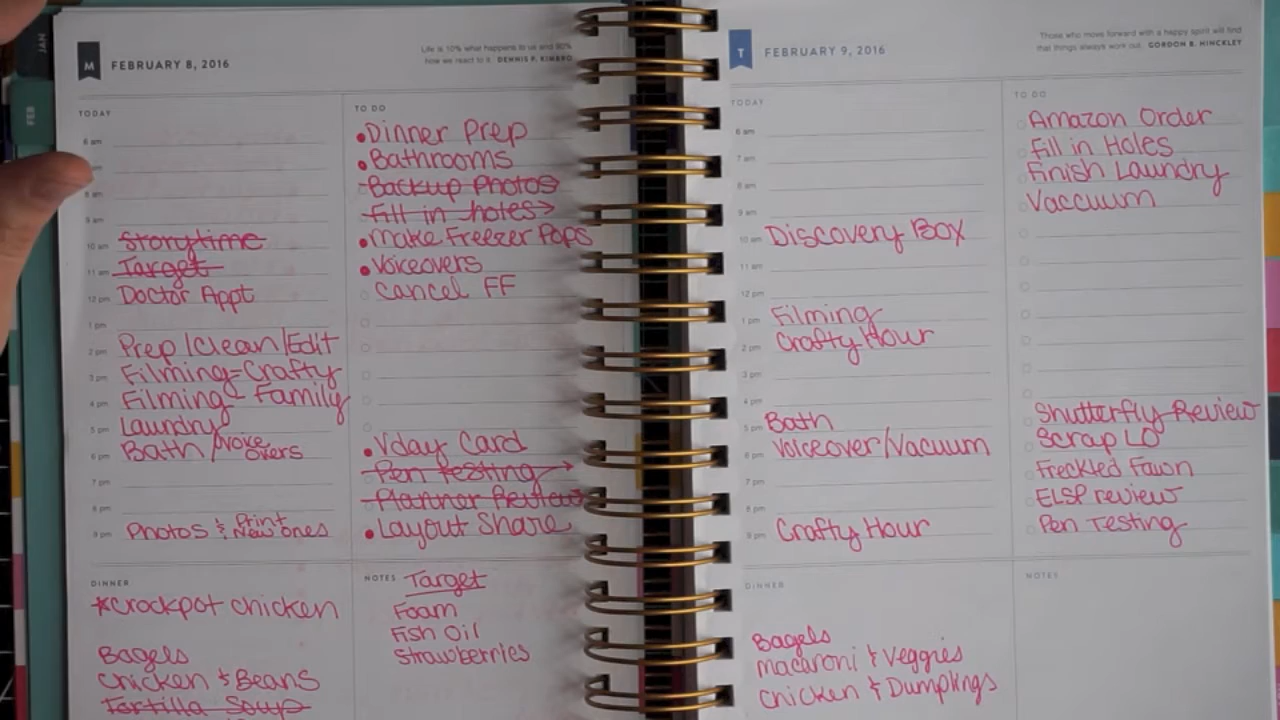 JAN
FEB
M FEBRUARY 8, 2016
Life is 10% what happens to us and 90%
how we react to it. DENNIS P. KIMBRO
TODAY
6 am
8 am
9 am
10 am Storytime
11 am Target
12 pm Doctor Appt
1 pm
2 pm Prep/Clean/Edit
3 pm Filming-Crafty
4 pm Filming - Family
5 pm Laundry
6 pm Bath/Voice overs
7 pm
8 pm
9 pm Photos & Print New ones
TO DO
Dinner Prep
Bathrooms
Backup Photos
Fill in holes
Make Freezer Pops
Voiceovers
Cancel FF
Vday Card
Pen Testing
Planner Review
Layout Share
DINNER
*Crockpot Chicken
Bagels
Chicken & Beans
Tortilla Soup
NOTES Target
Foam
Fish Oil
Strawberries
T FEBRUARY 9, 2016
Those who move forward with a happy spirit will find
that things always work out. GORDON B. HINCKLEY
TODAY
6 am
7 am
8 am
9 am
10 am Discovery Box
11 am
12 pm
1 pm Filming
2 pm Crafty Hour
3 pm
4 pm
5 pm Bath
6 pm Voiceover/Vacuum
7 pm
8 pm
9 pm Crafty Hour
TO DO
Amazon Order
Fill in Holes
Finish Laundry
Vaccuum
Shutterfly Review
Scrap LO
Freckled Fawn
ELSP review
Pen Testing
DINNER
Bagels
macaroni & Veggies
Chicken & Dumplings
NOTES